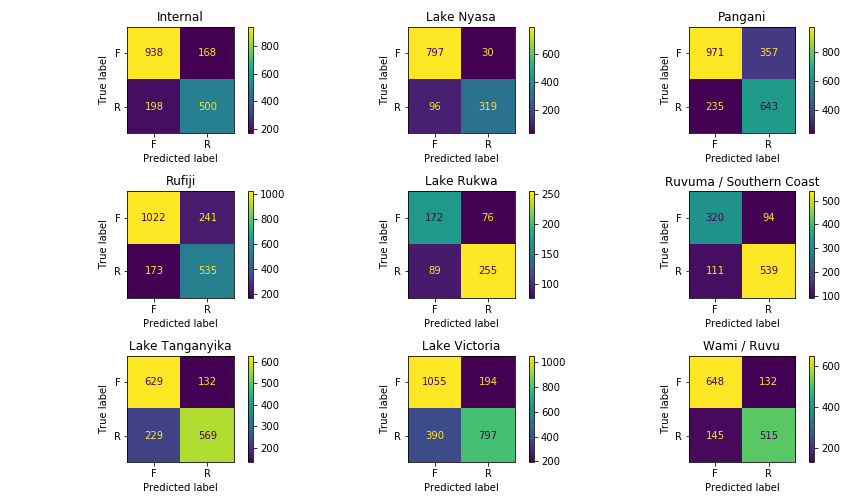 Internal
True label
F
R
938
168
198
500
F
R
Predicted label
800
600
400
200
Lake Nyasa
True label
F
R
797
30
96
319
F
R
Predicted label
600
400
200
Pangani
True label
F
R
971
357
235
643
F
R
Predicted label
800
600
400
Rufiji
True label
F
R
1022
241
173
535
F
R
Predicted label
1000
800
600
400
200
Lake Rukwa
True label
F
R
172
76
89
255
F
R
Predicted label
250
200
150
100
Ruvuma / Southern Coast
True label
F
R
320
94
111
539
F
R
Predicted label
500
400
300
200
100
Lake Tanganyika
True label
F
R
629
132
229
569
F
R
Predicted label
600
500
400
300
200
Lake Victoria
True label
F
R
1055
194
390
797
F
R
Predicted label
1000
800
600
400
200
Wami / Ruvu
True label
F
R
648
132
145
515
F
R
Predicted label
600
400
200